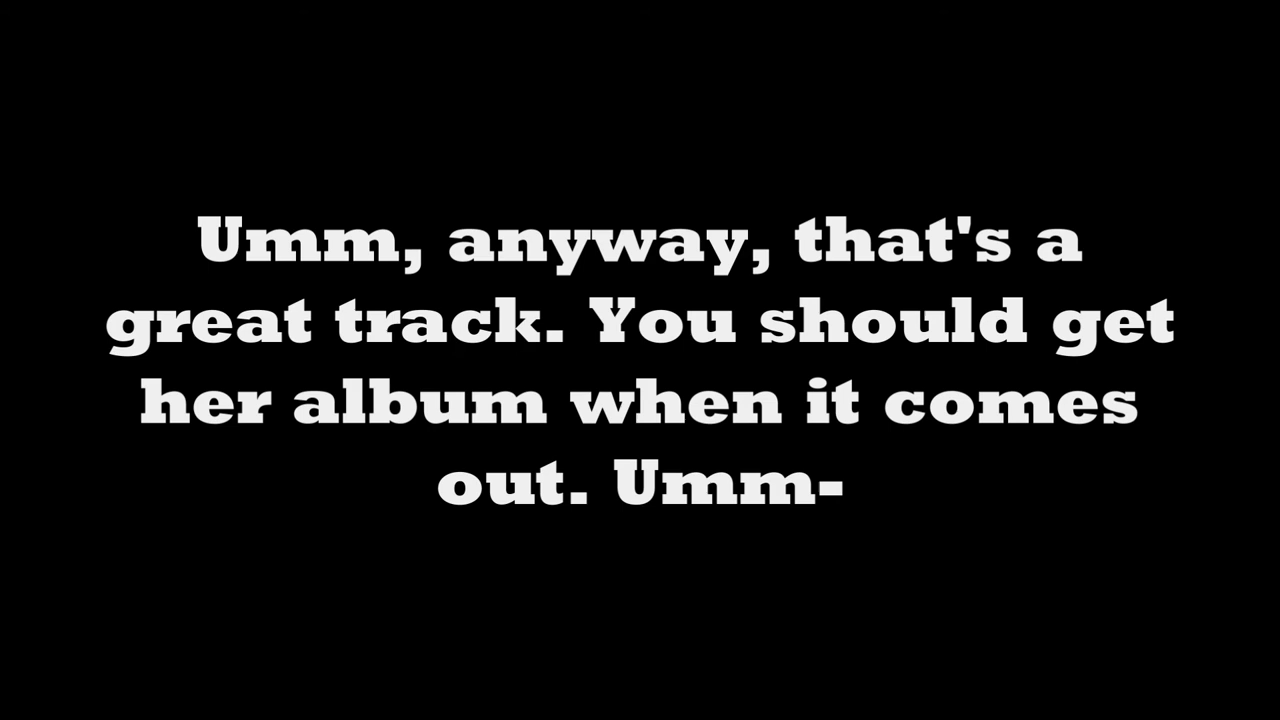 Umm, anyway, that's a
great track. You should get
her album when it comes
out. Umm-